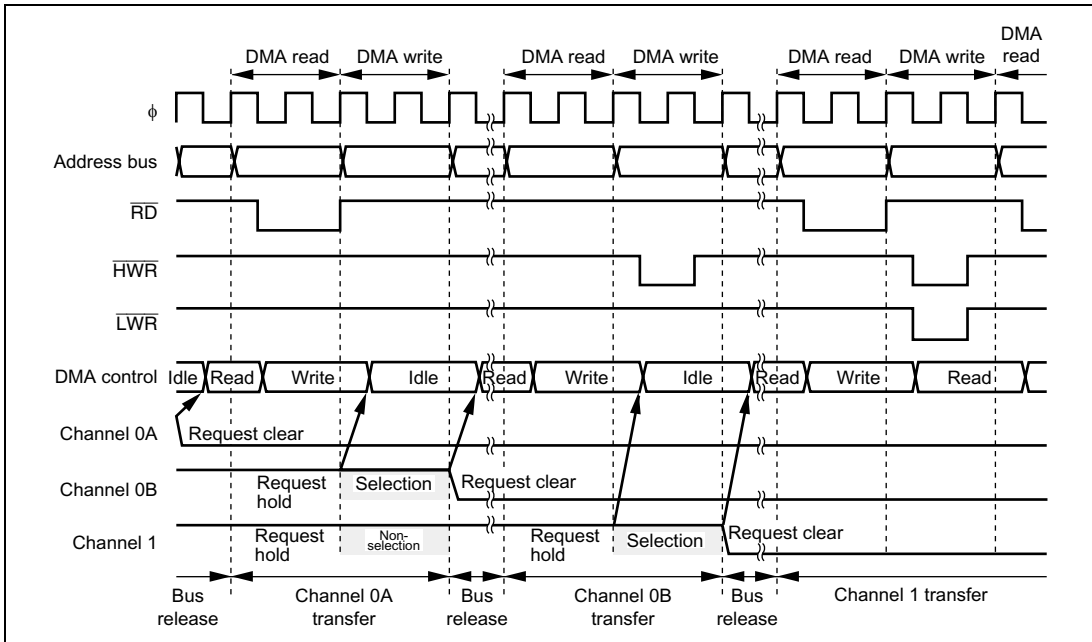 DMA
read
DMA read
DMA write
DMA read
DMA write
DMA read
DMA write
ϕ
Address bus
RD
HWR
LWR
DMA control
Idle
Read
Write
Idle
Read
Write
Idle
Read
Write
Read
Channel 0A
Request clear
Channel 0B
Request
hold
Selection
Request clear
Channel 1
Request
hold
Non-
selection
Request
hold
Selection
Request clear
Bus
release
Channel 0A
transfer
Bus
release
Channel 0B
transfer
Bus
release
Channel 1 transfer